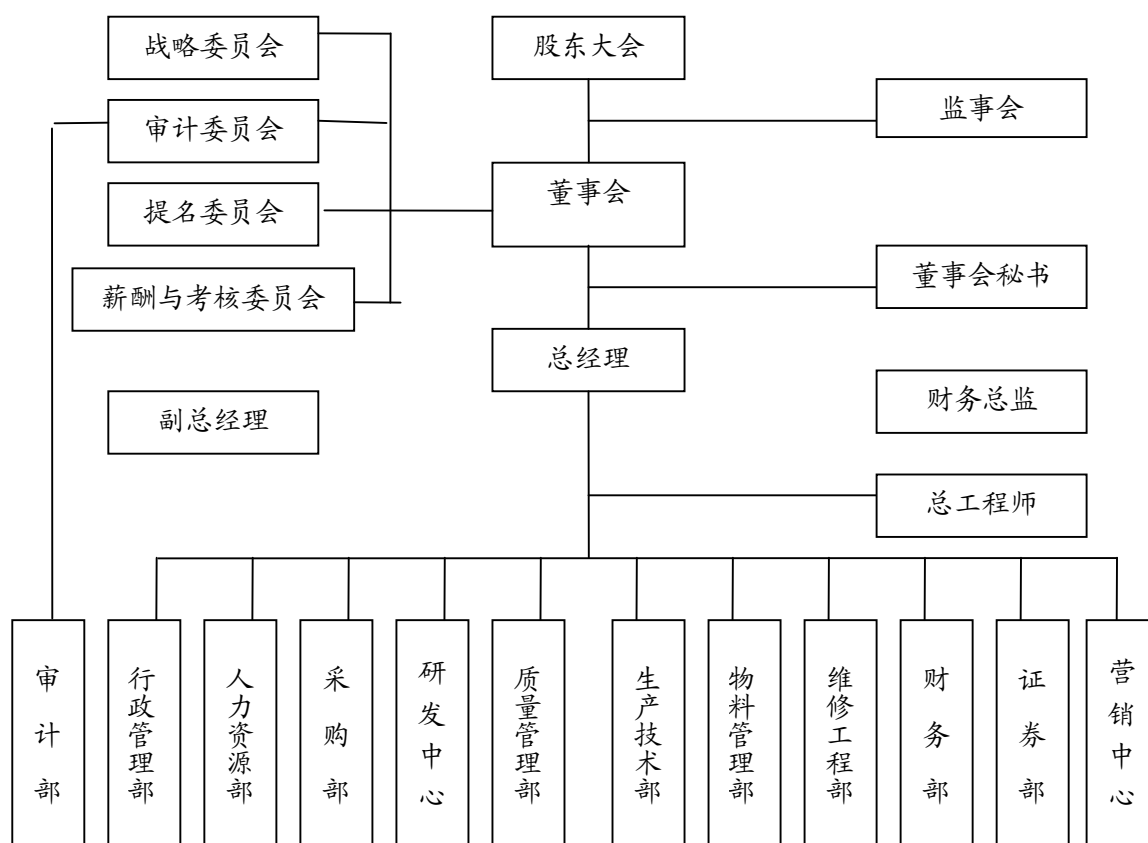 战略委员会
股东大会
监事会
审计委员会
董事会
提名委员会
董事会秘书
薪酬与考核委员会
总经理
财务总监
副总经理
总工程师
审计部
行政管理部
人力资源部
采购部
研发中心
质量管理部
生产技术部
物料管理部
维修工程部
财务部
证券部
营销中心